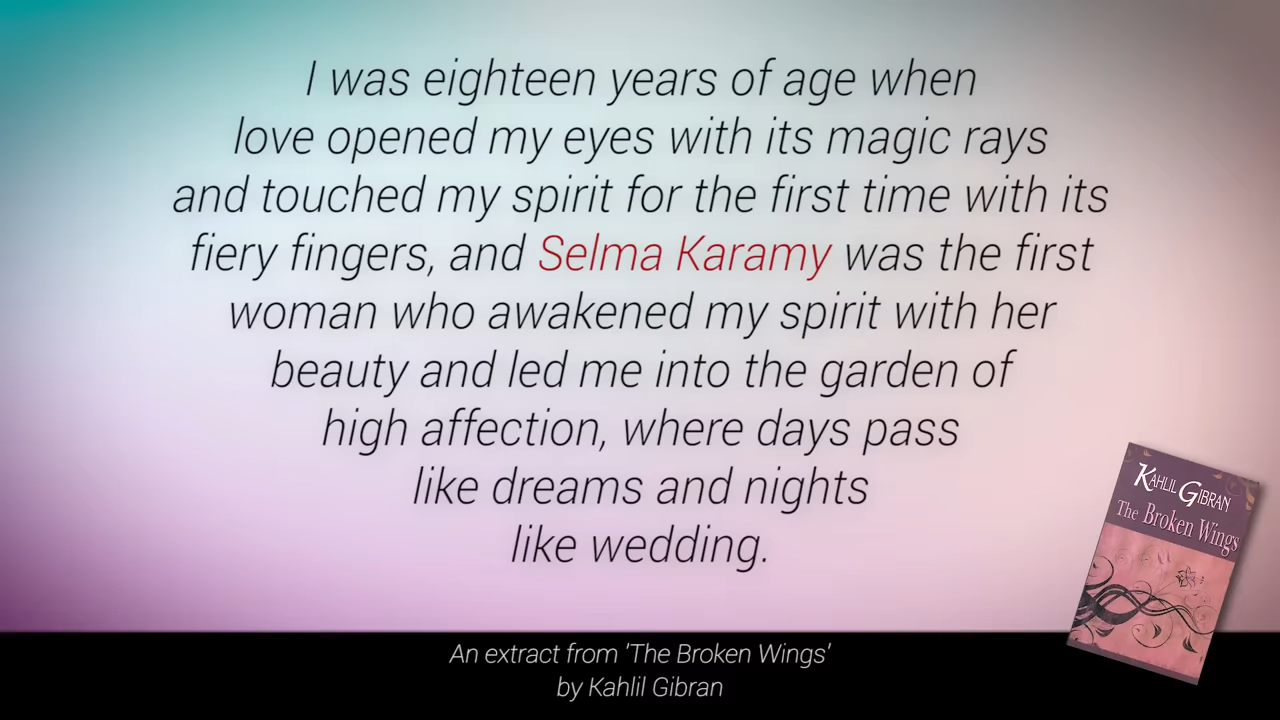 I was eighteen years of age when
love opened my eyes with its magic rays
and touched my spirit for the first time with its
fiery fingers, and Selma Karamy was the first
woman who awakened my spirit with her
beauty and led me into the garden of
high affection, where days pass
like dreams and nights
like wedding.
KAHLIL GIBRAN
The Broken Wings
An extract from 'The Broken Wings'
by Kahlil Gibran